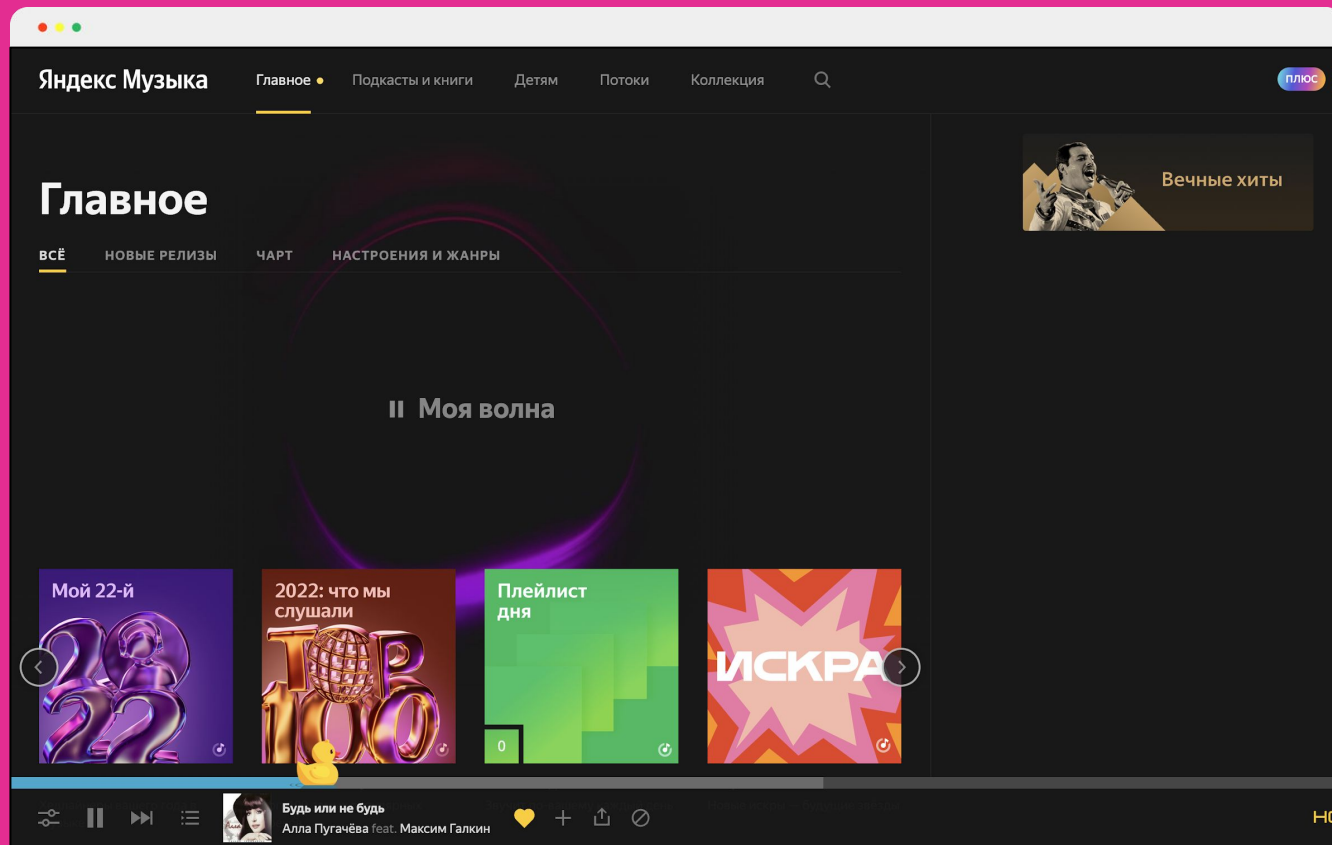 Яндекс Музыка
Главное
Подкасты и книги
Детям
Потоки
Коллекция
ПЛЮС
Вечные хиты
Главное
ВСЁ
НОВЫЕ РЕЛИЗЫ
ЧАРТ
НАСТРОЕНИЯ И ЖАНРЫ
Моя волна
Мой 22-й
2022
2022: что мы
слушали
TOP
100
Плейлист
дня
0
ИСКРА
Будь или не будь
Алла Пугачёва feat. Максим Галкин